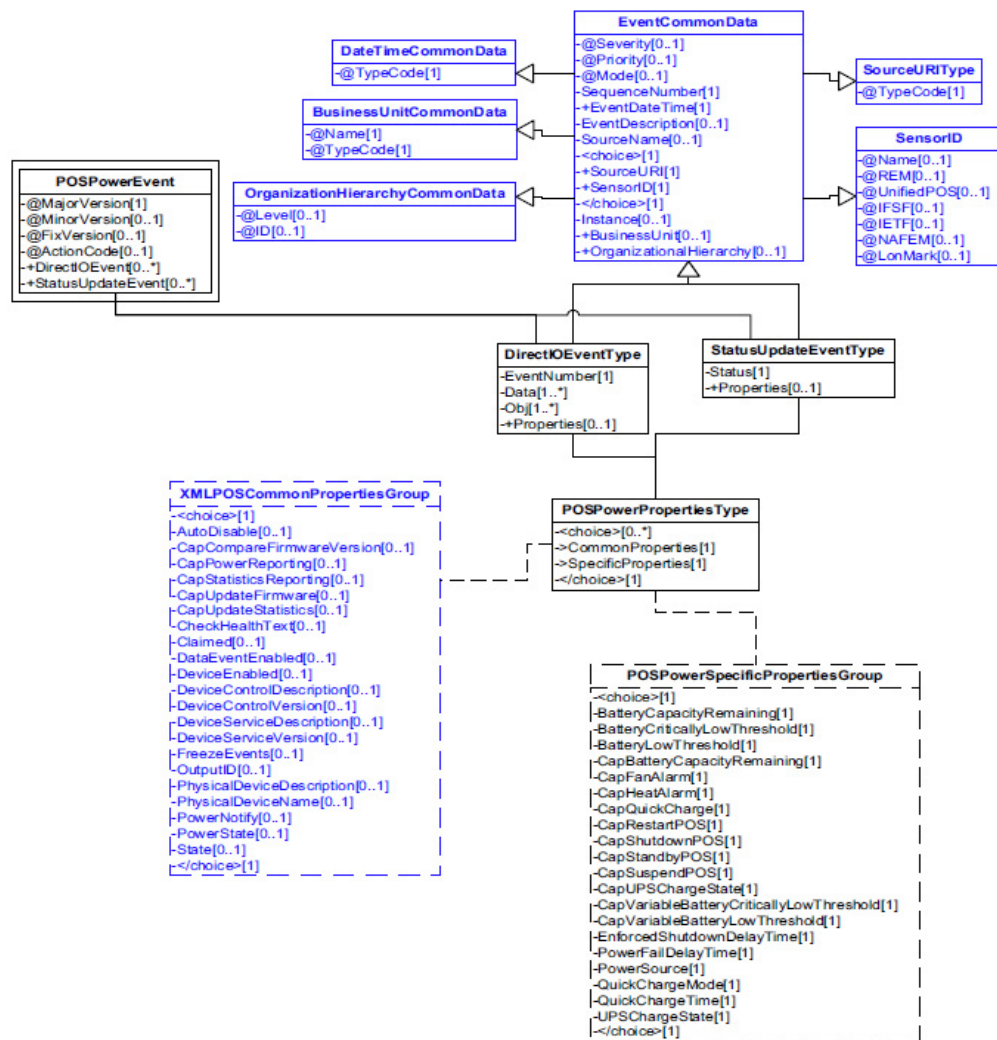 EventCommonData
-@Severity[0..1]
-@Priority[0..1]
-@Mode[0..1]
-SequenceNumber[1]
-+EventDateTime[1]
-EventDescription[0..1]
-SourceName[0..1]
-<choice>[1]
-+SourceURI[1]
-+SensorID[1]
-</choice>[1]
-Instance[0..1]
-+BusinessUnit[0..1]
-+OrganizationalHierarchy[0..1]
DateTimeCommonData
-@TypeCode[1]
BusinessUnitCommonData
-@Name[1]
-@TypeCode[1]
OrganizationHierarchyCommonData
-@Level[0..1]
-@ID[0..1]
SourceURIType
-@TypeCode[1]
SensorID
-@Name[0..1]
-@REM[0..1]
-@UnifiedPOS[0..1]
-@IFSF[0..1]
-@IETF[0..1]
-@NAFEM[0..1]
-@LonMark[0..1]
POSPowerEvent
-@MajorVersion[1]
-@MinorVersion[0..1]
-@FixVersion[0..1]
-@ActionCode[0..1]
-+DirectIOEvent[0..*]
-+StatusUpdateEvent[0..*]
DirectIOEventType
-EventNumber[1]
-Data[1..*]
-Obj[1..*]
-+Properties[0..1]
StatusUpdateEventType
-Status[1]
-+Properties[0..1]
XMLPOSCommonPropertiesGroup
-<choice>[1]
-AutoDisable[0..1]
-CapCompareFirmwareVersion[0..1]
-CapPowerReporting[0..1]
-CapStatisticsReporting[0..1]
-CapUpdateFirmware[0..1]
-CapUpdateStatistics[0..1]
-CheckHealthText[0..1]
-Claimed[0..1]
-DataEventEnabled[0..1]
-DeviceEnabled[0..1]
-DeviceControlDescription[0..1]
-DeviceControlVersion[0..1]
-DeviceServiceDescription[0..1]
-DeviceServiceVersion[0..1]
-FreezeEvents[0..1]
-OutputID[0..1]
-PhysicalDeviceDescription[0..1]
-PhysicalDeviceName[0..1]
-PowerNotify[0..1]
-PowerState[0..1]
-State[0..1]
-</choice>[1]
POSPowerPropertiesType
-<choice>[0..*]
->CommonProperties[1]
->SpecificProperties[1]
-</choice>[1]
POSPowerSpecificPropertiesGroup
-<choice>[1]
-BatteryCapacityRemaining[1]
-BatteryCriticallyLowThreshold[1]
-BatteryLowThreshold[1]
-CapBatteryCapacityRemaining[1]
-CapFanAlarm[1]
-CapHeatAlarm[1]
-CapQuickCharge[1]
-CapRestartPOS[1]
-CapShutdownPOS[1]
-CapStandbyPOS[1]
-CapSuspendPOS[1]
-CapUPSChargeState[1]
-CapVariableBatteryCriticallyLowThreshold[1]
-CapVariableBatteryLowThreshold[1]
-EnforcedShutdownDelayTime[1]
-PowerFailDelayTime[1]
-PowerSource[1]
-QuickChargeMode[1]
-QuickChargeTime[1]
-UPSChargeState[1]
-</choice>[1]